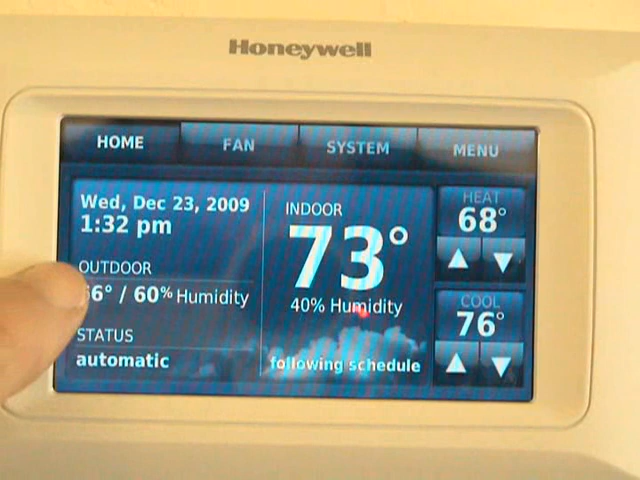 Honeywell
HOME FAN SYSTEM MENU
Wed, Dec 23, 2009
1:32 pm
OUTDOOR
6° / 60% Humidity
STATUS
automatic
INDOOR
73°
40% Humidity
following schedule
HEAT
68°
COOL
76°